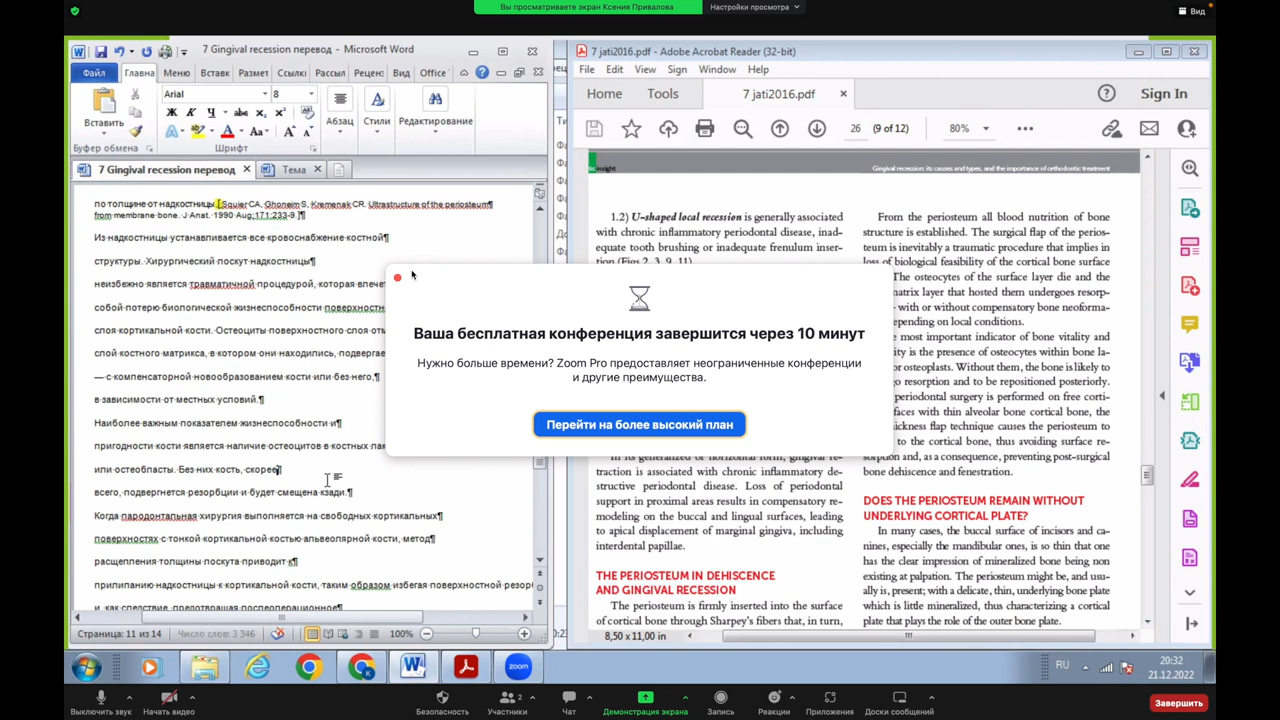 Вы просматриваете экран Ксения Привалова
Настройки просмотра
Вид
7 Gingival recession перевод - Microsoft Word
Файл
Главна
Меню
Вставк
Размет
Ссылкі
Рассыл
Реценз
Вид
Office
Вставить
Arial
8
Ж К Ч
Абзац
Стили
Редактирование
Буфер обмена
Шрифт
7 Gingival recession перевод
Тема
по толщине от надкостницы [Squier CA, Ghoneim S, Kremenak CR. Ultrastructure of the periosteum¶
from membrane bone. J Anat. 1990 Aug;171:233-9.]¶
Из надкостницы устанавливается все кровоснабжение костной¶
структуры. Хирургический лоскут надкостницы¶
неизбежно является травматичной процедурой, которая влечет
собой потерю биологической жизнеспособности поверхностн
слоя кортикальной кости. Остеоциты поверхностного слоя отм
слой костного матрикса, в котором они находились, подвергае
— с компенсаторной новообразованием кости или без него,¶
в зависимости от местных условий.¶
Наиболее важным показателем жизнеспособности и¶
пригодности кости является наличие остеоцитов в костных лак
или остеобласты. Без них кость, скорее¶
всего, подвергнется резорбции и будет смещена кзади.¶
Когда пародонтальная хирургия выполняется на свободных кортикальных¶
поверхностях с тонкой кортикальной костью альвеолярной кости, метод¶
расщепления толщины лоскута приводит к¶
прилипанию надкостницы к кортикальной кости, таким образом избегая поверхностной резор
и, как следствие, предотвращая послеоперационное¶
Страница: 11 из 14
Число слов: 3 346
100%
7 jati2016.pdf - Adobe Acrobat Reader (32-bit)
File Edit View Sign Window Help
Home
Tools
7 jati2016.pdf
Sign In
26
(9 of 12)
80%
insight
Gingival recession: its causes and types, and the importance of orthodontic treatment
1.2) U-shaped local recession is generally associated
with chronic inflammatory periodontal disease, inad-
equate tooth brushing or inadequate frenulum inser-
tion (Figs 2, 3, 9, 11).
In its generalized or horizontal form, gingival re-
traction is associated with chronic inflammatory de-
structive periodontal disease. Loss of periodontal
support in proximal areas results in compensatory re-
modeling on the buccal and lingual surfaces, leading
to apical displacement of marginal gingiva, including
interdental papillae.
THE PERIOSTEUM IN DEHISCENCE
AND GINGIVAL RECESSION
The periosteum is firmly inserted into the surface
of cortical bone through Sharpey's fibers that, in turn,
From the periosteum all blood nutrition of bone
structure is established. The surgical flap of the perios-
teum is inevitably a traumatic procedure that implies in
loss of biological feasibility of the cortical bone surface
The osteocytes of the surface layer die and the
matrix layer that hosted them undergoes resorp-
with or without compensatory bone neoforma-
epending on local conditions.
e most important indicator of bone vitality and
ity is the presence of osteocytes within bone la-
or osteoplasts. Without them, the bone is likely to
go resorption and to be repositioned posteriorly.
periodontal surgery is performed on free corti-
faces with thin alveolar bone cortical bone, the
ickness flap technique causes the periosteum to
to the cortical bone, thus avoiding surface re-
sorption and, as a consequence, preventing post-surgical
bone dehiscence and fenestration.
DOES THE PERIOSTEUM REMAIN WITHOUT
UNDERLYING CORTICAL PLATE?
In many cases, the buccal surface of incisors and ca-
nines, especially the mandibular ones, is so thin that one
has the clear impression of mineralized bone being non
existing at palpation. The periosteum might be, and usu-
ally is, present; with a delicate, thin, underlying bone plate
which is little mineralized, thus characterizing a cortical
plate that plays the role of the outer bone plate.
8,50 x 11,00 in
Ваша бесплатная конференция завершится через 10 минут
Нужно больше времени? Zoom Pro предоставляет неограниченные конференции
и другие преимущества.
Перейти на более высокий план
zoom
RU
20:32
21.12.2022
Выключить звук
Начать видео
Безопасность
Участники
2
Чат
Демонстрация экрана
Запись
Реакции
Приложения
Доски сообщений
Завершить